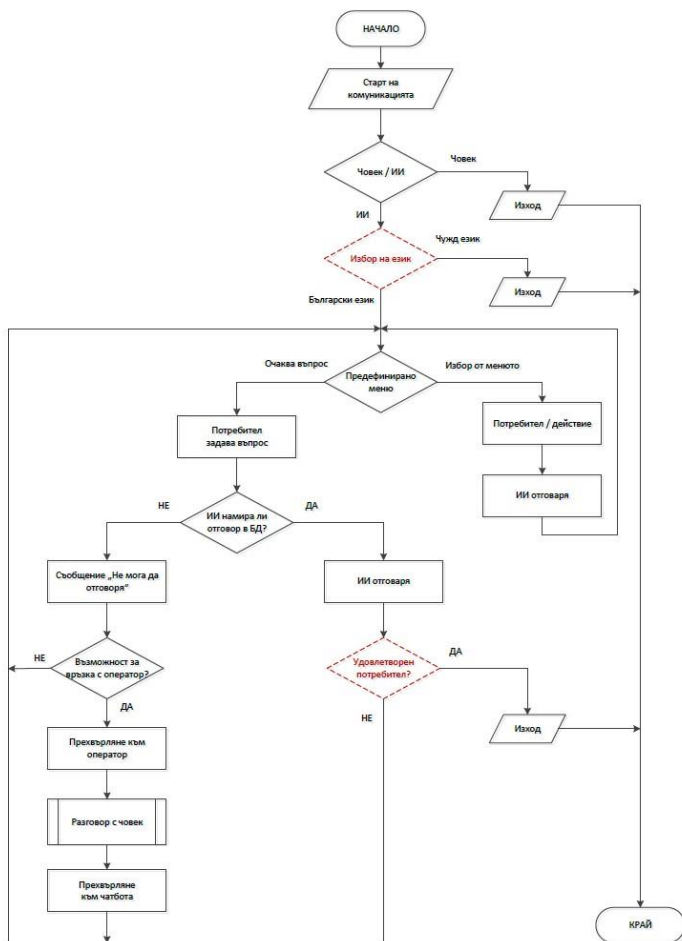 НАЧАЛО
Старт на
комуникацията
Човек / ИИ
Човек
Изход
ИИ
Избор на език
Чужд език
Изход
Български език
Очаква въпрос
Предефинирано
меню
Избор от менюто
Потребител
задава въпрос
Потребител / действие
ИИ отговаря
НЕ
ИИ намира ли
отговор в БД?
ДА
Съобщение „Не мога да
отговоря“
ИИ отговаря
НЕ
Възможност за
връзка с оператор?
ДА
Удовлетворен
потребител?
ДА
НЕ
Изход
Прехвърляне към
оператор
Разговор с човек
Прехвърляне
към чатбота
КРАЙ